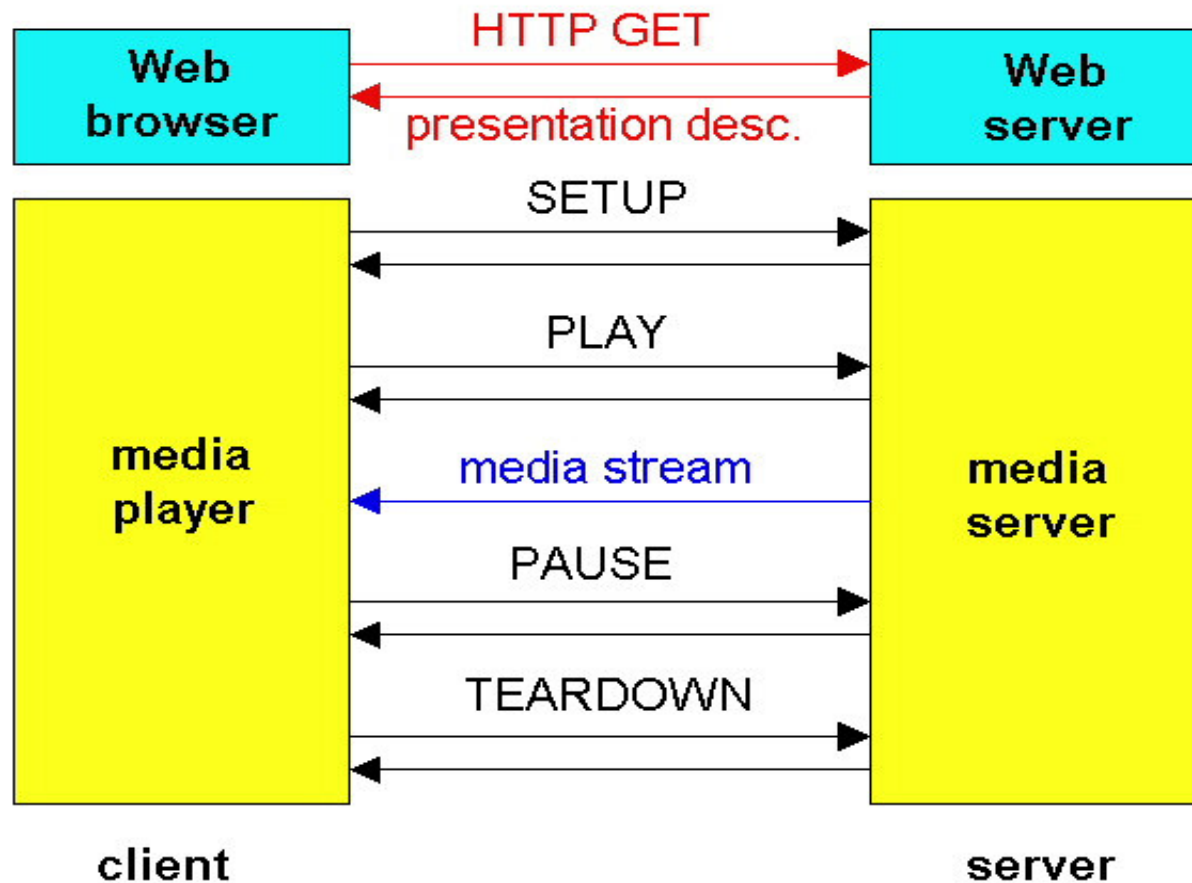 HTTP GET
Web
browser
Web
server
presentation desc.
SETUP
PLAY
media
player
media stream
media
server
PAUSE
TEARDOWN
client
server